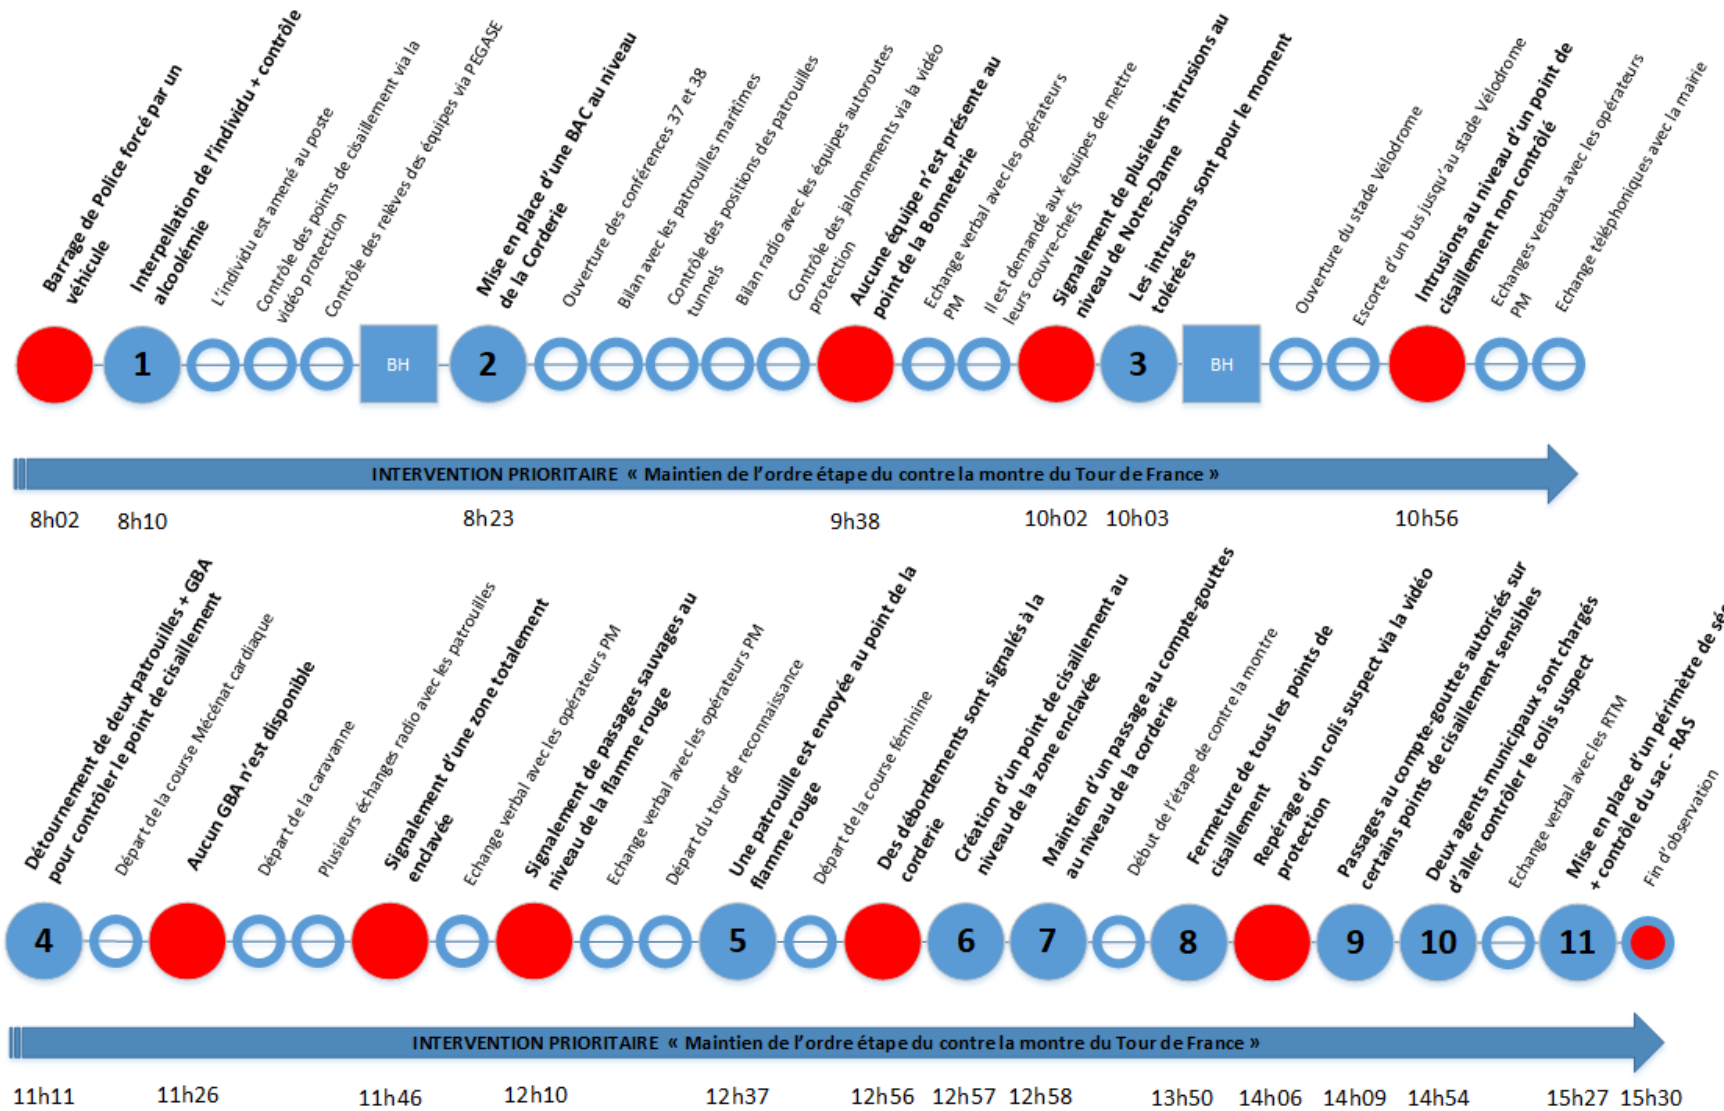 Barrage de Police forcé par un
véhicule
Interpellation de l'individu + contrôle
alcoolémie
L'individu est amené au poste
Contrôle des points de cisaillement via la
vidéo protection
Contrôle des relèves des équipes via PEGASE
Mise en place d'une BAC au niveau
de la Corderie
Ouverture des conférences 37 et 38
Bilan avec les patrouilles maritimes
Contrôle des positions des patrouilles
tunnels
Bilan radio avec les équipes autoroutes
Contrôle des jalonnements via la vidéo
protection
Aucune équipe n'est présente au
point de la Bonneterie
Echange verbal avec les opérateurs
PM
Il est demandé aux équipes de mettre
leurs couvre-chefs
Signalement de plusieurs intrusions au
niveau de Notre-Dame
Les intrusions sont pour le moment
tolérées
Ouverture du stade Vélodrome
Escorte d'un bus jusqu'au stade Vélodrome
Intrusions au niveau d'un point de
cisaillement non contrôlé
Echanges verbaux avec les opérateurs
PM
Echange téléphoniques avec la mairie
1
BH
2
3
BH
INTERVENTION PRIORITAIRE « Maintien de l'ordre étape du contre la montre du Tour de France »
8h02
8h10
8h23
9h38
10h02
10h03
10h56
Détournement de deux patrouilles + GBA
pour contrôler le point de cisaillement
Départ de la course Mécénat cardiaque
Aucun GBA n'est disponible
Départ de la caravanne
Plusieurs échanges radio avec les patrouilles
Signalement d'une zone totalement
enclavée
Echange verbal avec les opérateurs PM
Signalement de passages sauvages au
niveau de la flamme rouge
Echange verbal avec les opérateurs PM
Départ du tour de reconnaissance
Une patrouille est envoyée au point de la
flamme rouge
Départ de la course féminine
Des débordements sont signalés à la
corderie
Création d'un point de cisaillement au
niveau de la zonne enclavée
Maintien d'un passage au compte-gouttes
au niveau de la corderie
Début de l'étape de contre la montre
Fermeture de tous les points de
cisaillement
Repérage d'un colis suspect via la vidéo
protection
Passages au compte-gouttes autorisés sur
certains points de cisaillement sensibles
Deux agents municipaux sont chargés
d'aller contrôler le colis suspect
Echange verbal avec les RTM
Mise en place d'un périmètre de séc
+ contrôle du sac - RAS
Fin d'observation
4
5
6
7
8
9
10
11
INTERVENTION PRIORITAIRE « Maintien de l'ordre étape du contre la montre du Tour de France »
11h11
11h26
11h46
12h10
12h37
12h56
12h57
12h58
13h50
14h06
14h09
14h54
15h27
15h30